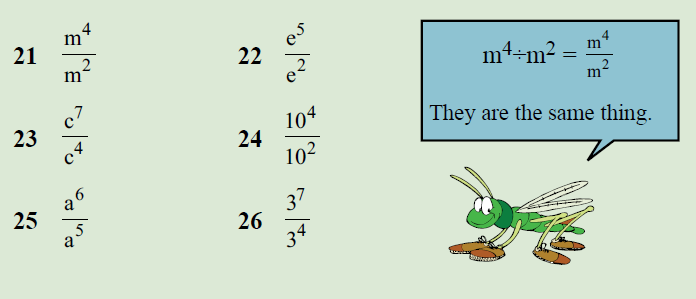 21 m⁴/m²
22 e⁵/e²
m⁴÷m² = m⁴/m²
They are the same thing.
23 c⁷/c⁴
24 10⁴/10²
25 a⁶/a⁵
26 3⁷/3⁴